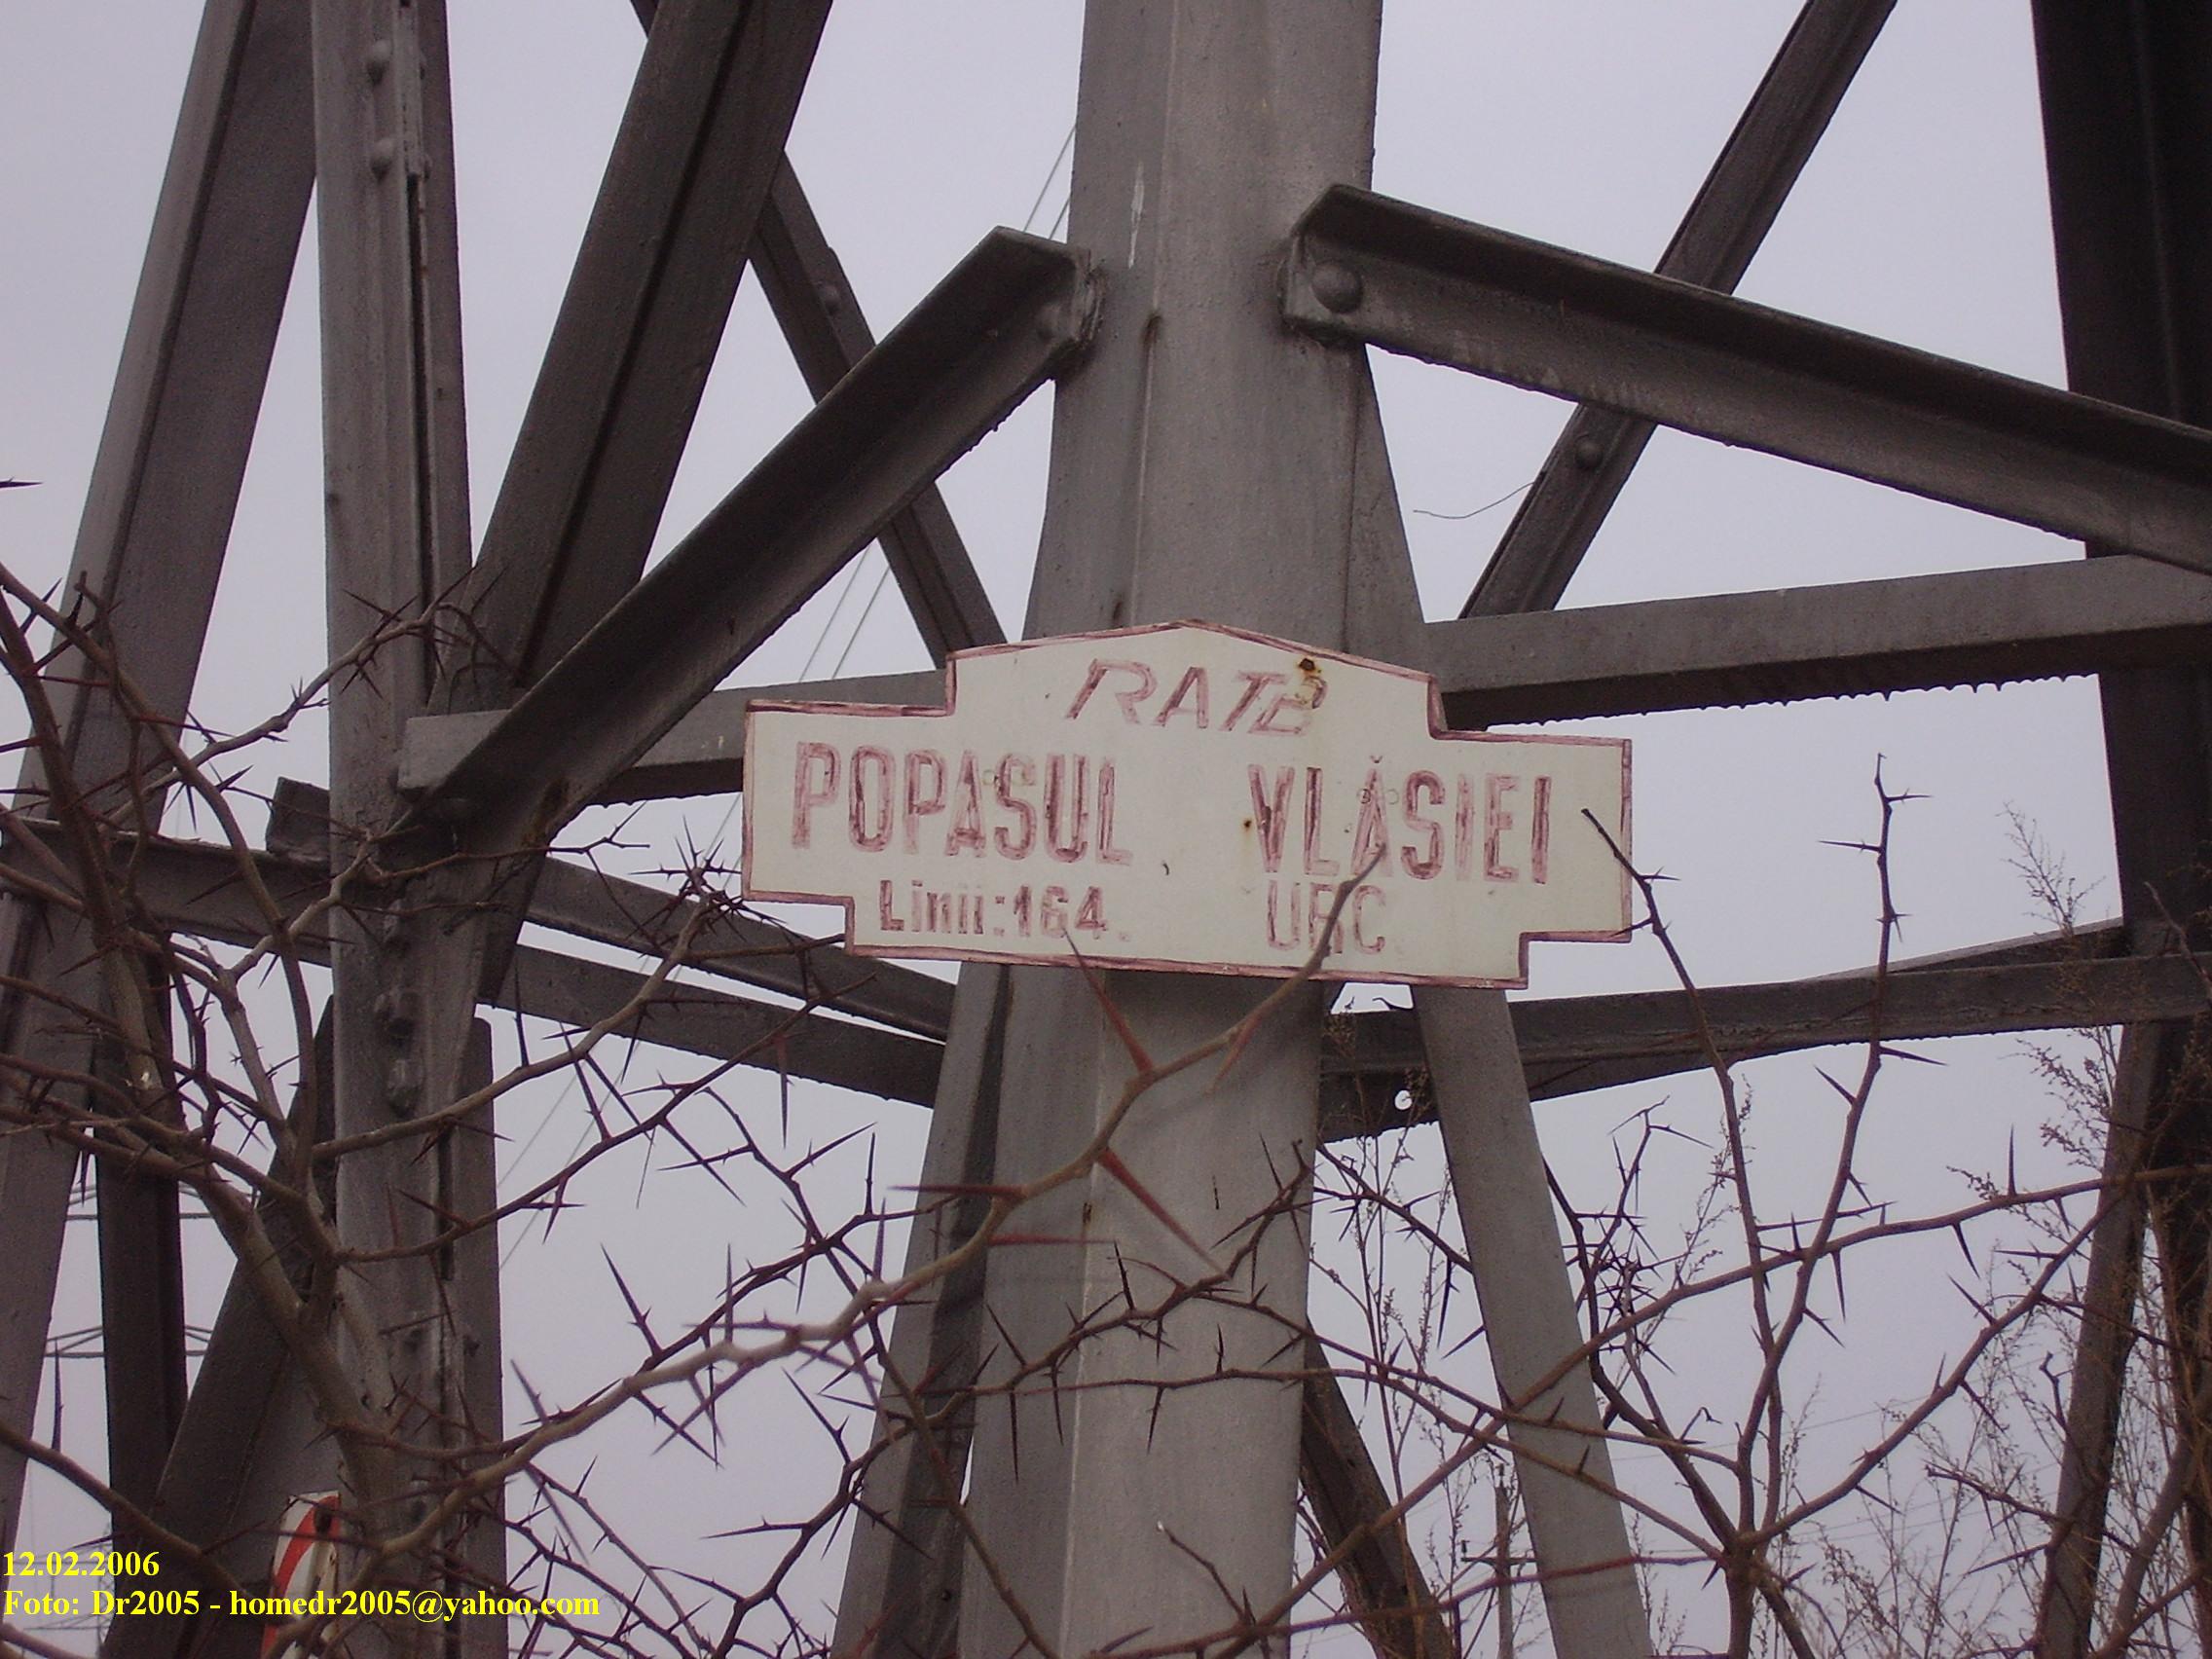 RATB
POPASUL VLĂSIEI
Linii: 164. URC
12.02.2006
Foto: Dr2005 - homedr2005@yahoo.com